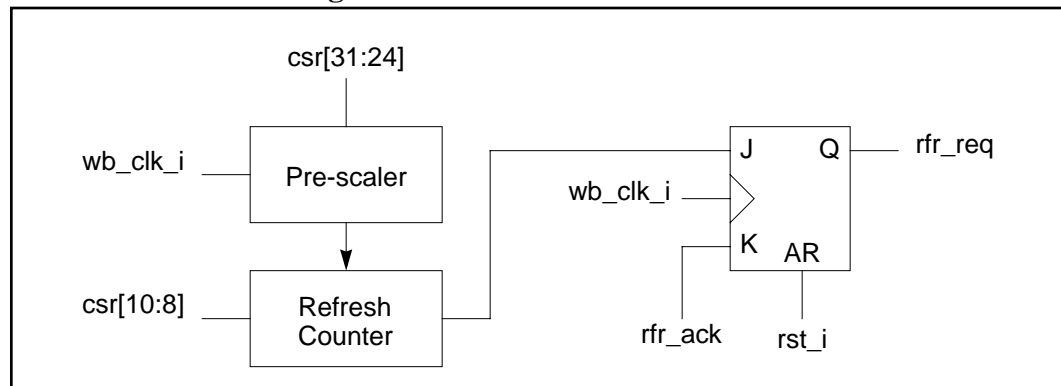 csr[31:24]
wb_clk_i
Pre-scaler
J
Q
rfr_req
wb_clk_i
K
AR
csr[10:8]
Refresh
Counter
rfr_ack
rst_i